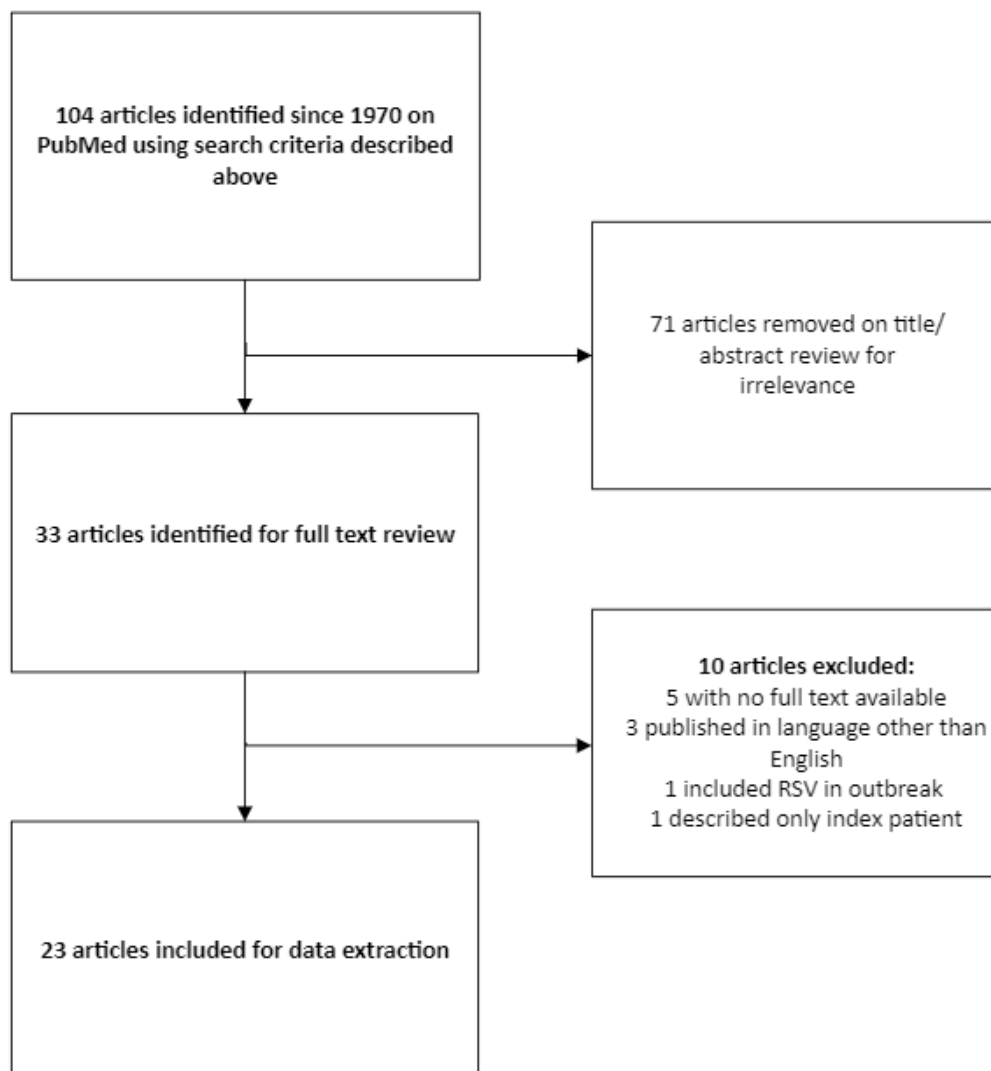 104 articles identified since 1970 on
PubMed using search criteria described
above
71 articles removed on title/
abstract review for
irrelevance
33 articles identified for full text review
10 articles excluded:
5 with no full text available
3 published in language other than
English
1 included RSV in outbreak
1 described only index patient
23 articles included for data extraction